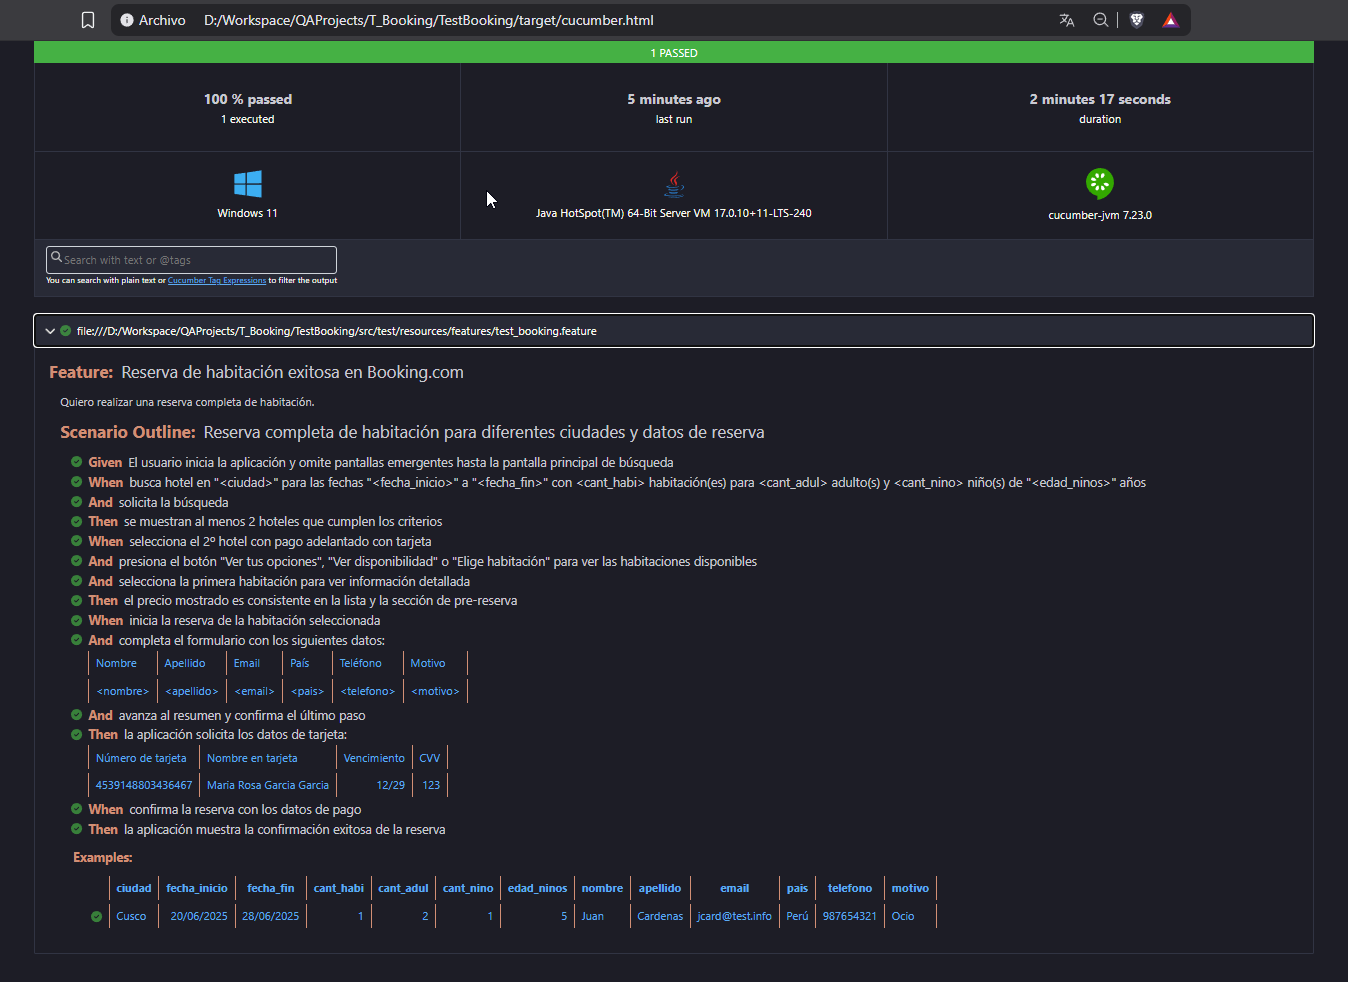 Archivo D:/Workspace/QAProjects/T_Booking/TestBooking/target/cucumber.html
1 PASSED
100 % passed
1 executed
5 minutes ago
last run
2 minutes 17 seconds
duration
Windows 11
Java HotSpot(TM) 64-Bit Server VM 17.0.10+11-LTS-240
cucumber-jvm 7.23.0
Search with text or @tags
You can search with plain text or Cucumber Tag Expressions to filter the output
file:///D:/Workspace/QAProjects/T_Booking/TestBooking/src/test/resources/features/test_booking.feature
Feature: Reserva de habitación exitosa en Booking.com
Quiero realizar una reserva completa de habitación.
Scenario Outline: Reserva completa de habitación para diferentes ciudades y datos de reserva
Given El usuario inicia la aplicación y omite pantallas emergentes hasta la pantalla principal de búsqueda
When busca hotel en "<ciudad>" para las fechas "<fecha_inicio>" a "<fecha_fin>" con <cant_habi> habitación(es) para <cant_adul> adulto(s) y <cant_nino> niño(s) de "<edad_ninos>" años
And solicita la búsqueda
Then se muestran al menos 2 hoteles que cumplen los criterios
When selecciona el 2º hotel con pago adelantado con tarjeta
And presiona el botón "Ver tus opciones", "Ver disponibilidad" o "Elige habitación" para ver las habitaciones disponibles
And selecciona la primera habitación para ver información detallada
Then el precio mostrado es consistente en la lista y la sección de pre-reserva
When inicia la reserva de la habitación seleccionada
And completa el formulario con los siguientes datos:
Nombre Apellido Email País Teléfono Motivo
<nombre> <apellido> <email> <pais> <telefono> <motivo>
And avanza al resumen y confirma el último paso
Then la aplicación solicita los datos de tarjeta:
Número de tarjeta Nombre en tarjeta Vencimiento CVV
4539148803436467 Maria Rosa Garcia Garcia 12/29 123
When confirma la reserva con los datos de pago
Then la aplicación muestra la confirmación exitosa de la reserva
Examples:
ciudad fecha_inicio fecha_fin cant_habi cant_adul cant_nino edad_ninos nombre apellido email pais telefono motivo
Cusco 20/06/2025 28/06/2025 1 2 1 5 Juan Cardenas jcard@test.info Perú 987654321 Ocio